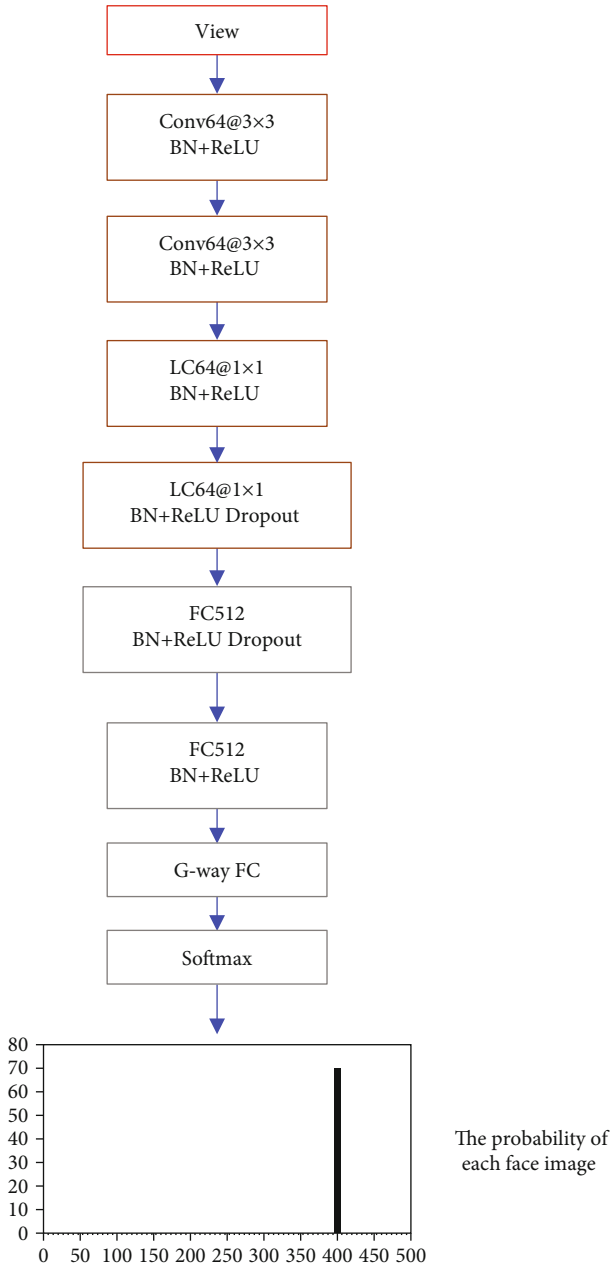 View
Conv64@3×3
BN+ReLU
Conv64@3×3
BN+ReLU
LC64@1×1
BN+ReLU
LC64@1×1
BN+ReLU Dropout
FC512
BN+ReLU Dropout
FC512
BN+ReLU
G-way FC
Softmax
80
70
60
50
40
30
20
10
0
0 50 100 150 200 250 300 350 400 500
The probability of
each face image